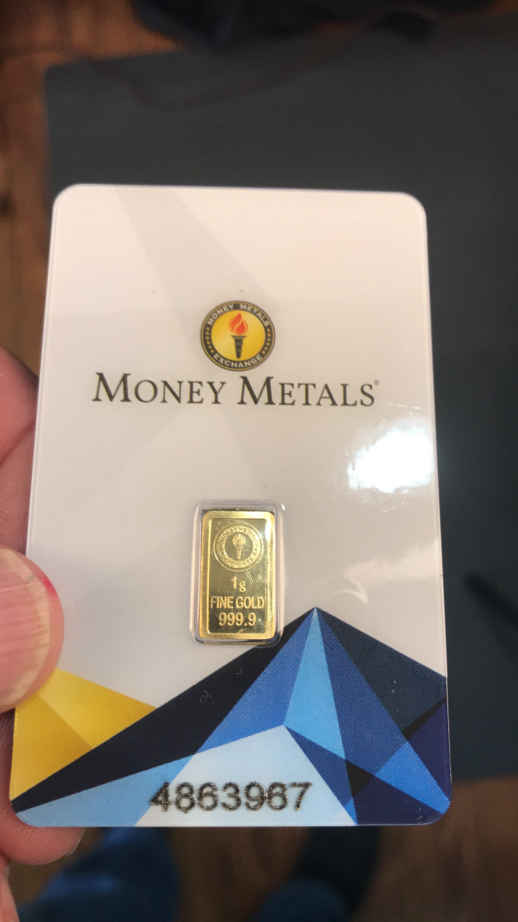 MONEY METALS
EXCHANGE
MONEY METALS®
1g
FINE GOLD
999.9
4863967